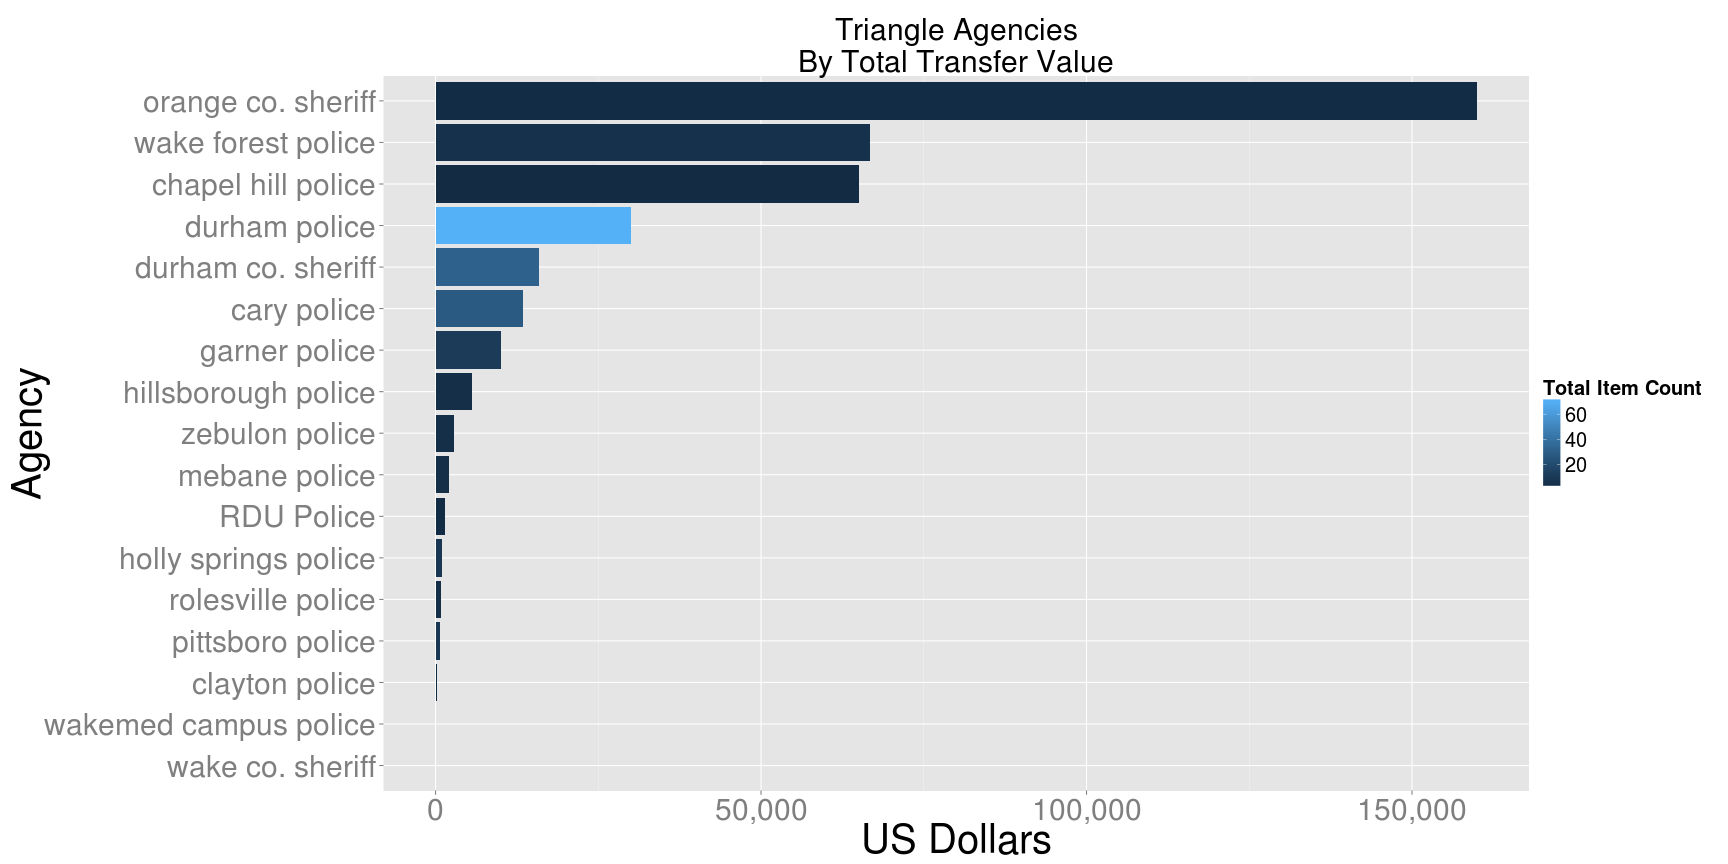 Triangle Agencies
By Total Transfer Value
Agency
orange co. sheriff
wake forest police
chapel hill police
durham police
durham co. sheriff
cary police
garner police
hillsborough police
zebulon police
mebane police
RDU Police
holly springs police
rolesville police
pittsboro police
clayton police
wakemed campus police
wake co. sheriff
0 50,000 100,000 150,000
US Dollars
Total Item Count
60
40
20